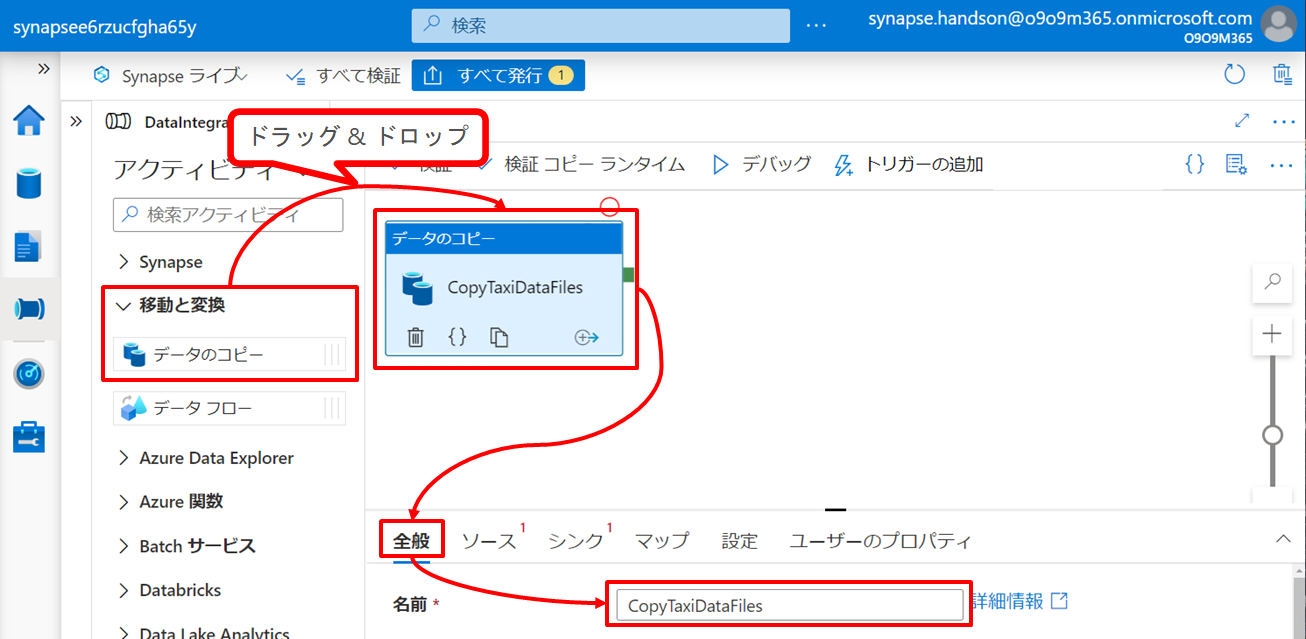 synapsee6rzucfgha65y
検索
synapse.handson@o9o9m365.onmicrosoft.com
O9O9M365
Synapse ライブ
すべて検証
すべて発行 1
DataIntegra
ドラッグ & ドロップ
アクティビティ
検証
検証 コピー ランタイム
デバッグ
トリガーの追加
{}
検索アクティビティ
Synapse
移動と変換
データのコピー
データ フロー
Azure Data Explorer
Azure 関数
Batch サービス
Databricks
Data Lake Analytics
データのコピー
CopyTaxiDataFiles
{}
全般
ソース 1
シンク 1
マップ
設定
ユーザーのプロパティ
名前 *
CopyTaxiDataFiles
詳細情報